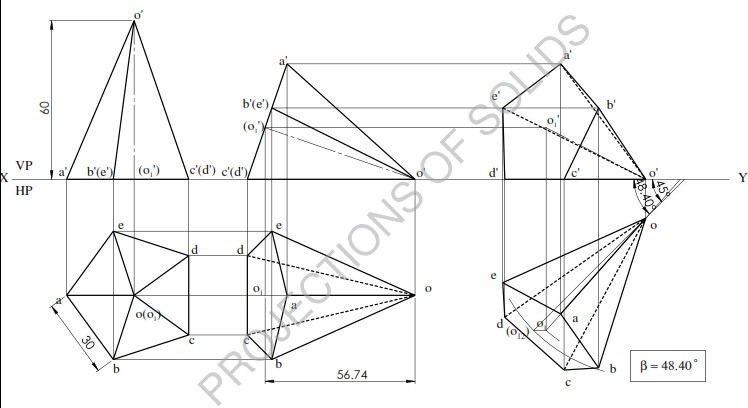 o'
60
VP
X
HP
a'
b'(e')
(o1')
c'(d')
e
d
a
o(o1)
c
b
30
a'
b'(e')
(o1')
c'(d')
o'
e
d
o1
a
o
c
b
56.74
a'
e'
b'
o1'
d'
c'
o'
Y
48.40°
45°
o
e
d
(o12)
o
a
b
c
β = 48.40°
PROJECTIONS OF SOLIDS